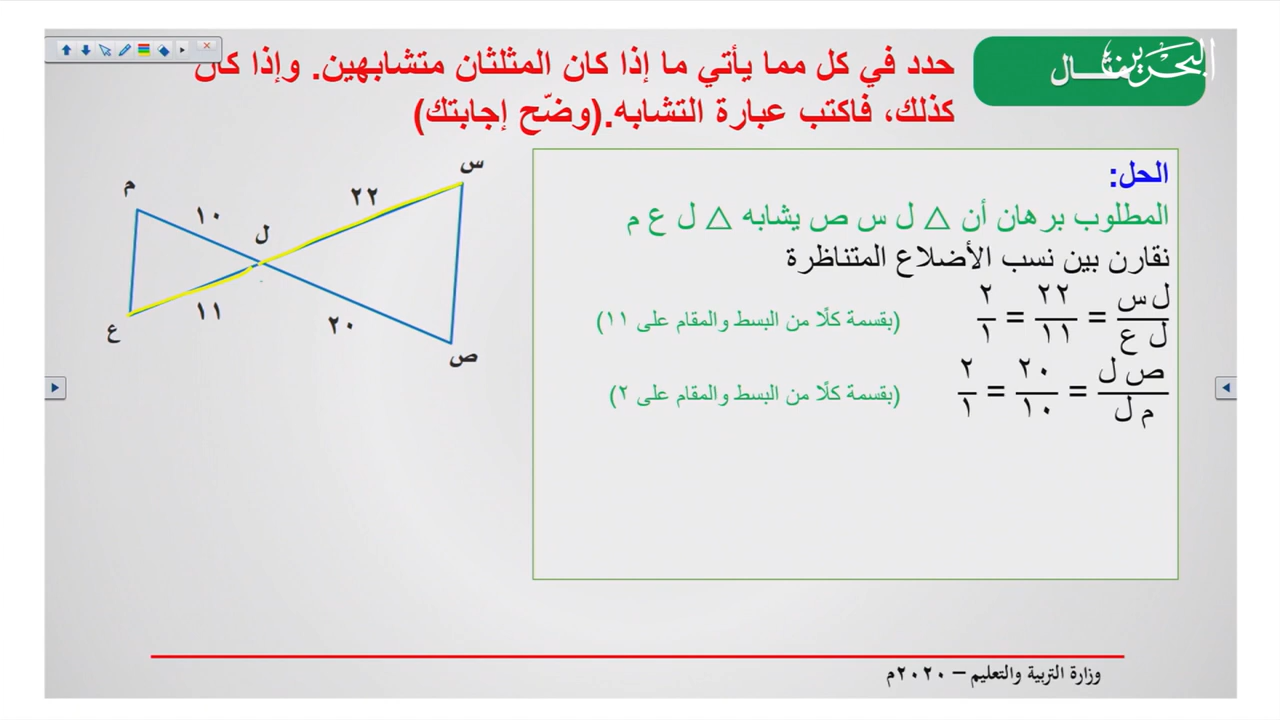 البحرين
مثال
حدد في كل مما يأتي ما إذا كان المثلثان متشابهين. وإذا كان
كذلك، فاكتب عبارة التشابه.(وضّح إجابتك)
الحل:
المطلوب برهان أن △ ل س ص يشابه △ ل ع م
نقارن بين نسب الأضلاع المتناظرة
ل س / ل ع = ٢٢ / ١١ = ٢ / ١ (بقسمة كلًا من البسط والمقام على ١١)
ص ل / م ل = ٢٠ / ١٠ = ٢ / ١ (بقسمة كلًا من البسط والمقام على ٢)
س
م
٢٢
١٠
ل
١١
٢٠
ع
ص
وزارة التربية والتعليم – ٢٠٢٠م